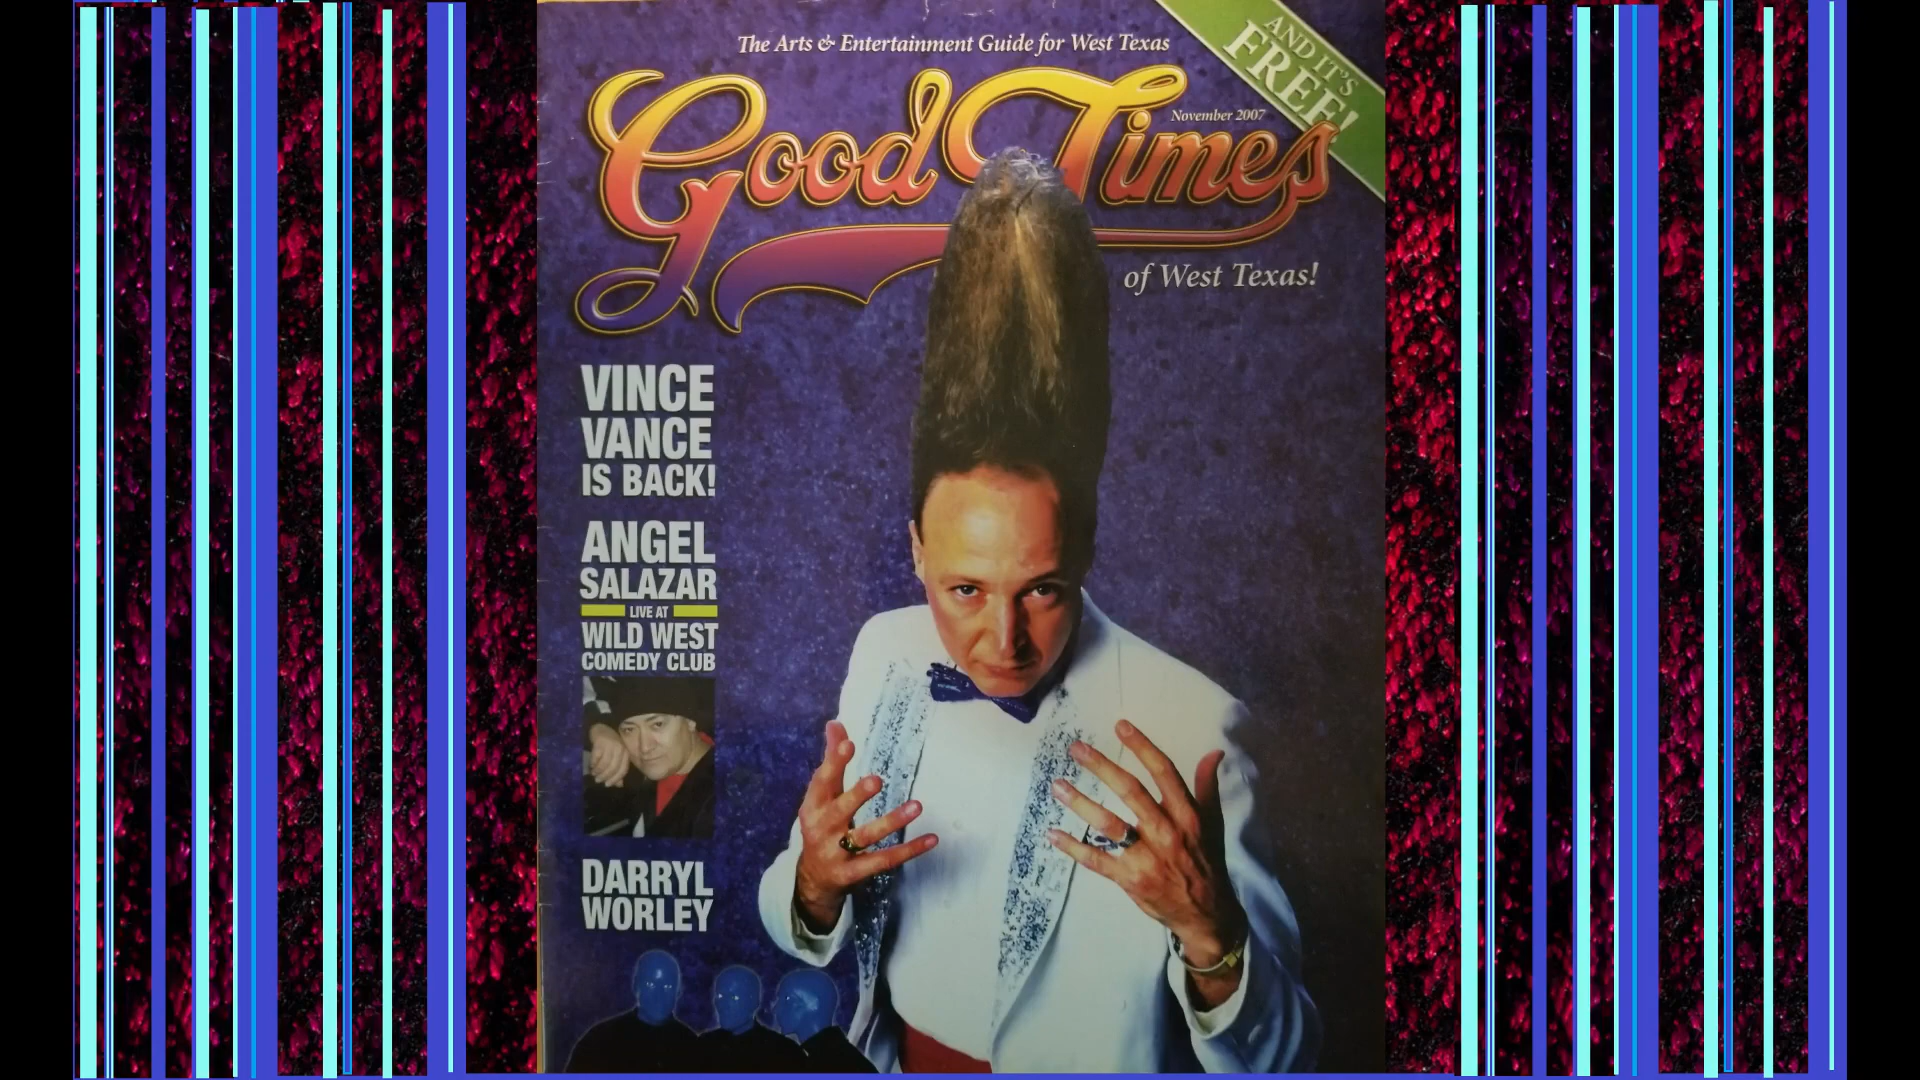 The Arts & Entertainment Guide for West Texas
AND IT'S
FREE!
Good Times
November 2007
of West Texas!
VINCE
VANCE
IS BACK!
ANGEL
SALAZAR
LIVE AT
WILD WEST
COMEDY CLUB
DARRYL
WORLEY